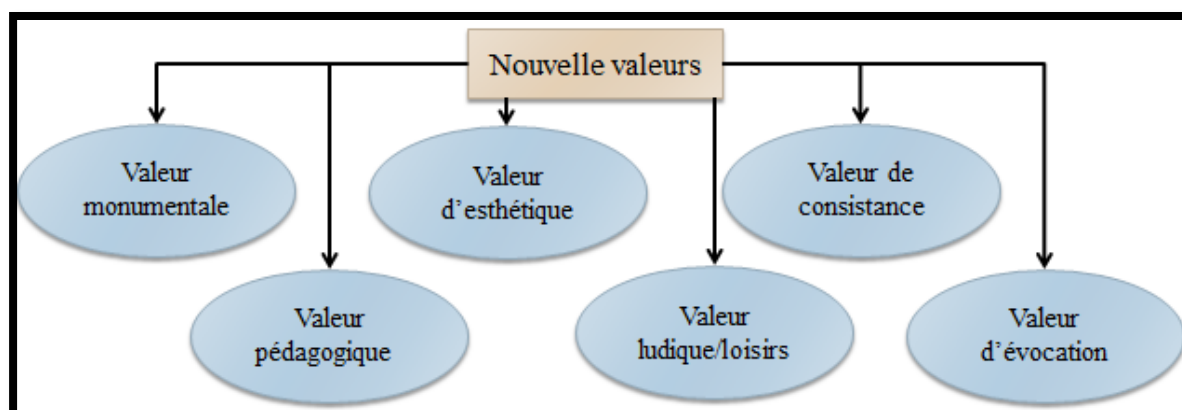 Nouvelle valeurs
Valeur
monumentale
Valeur
d'esthétique
Valeur de
consistance
Valeur
pédagogique
Valeur
ludique/loisirs
Valeur
d'évocation